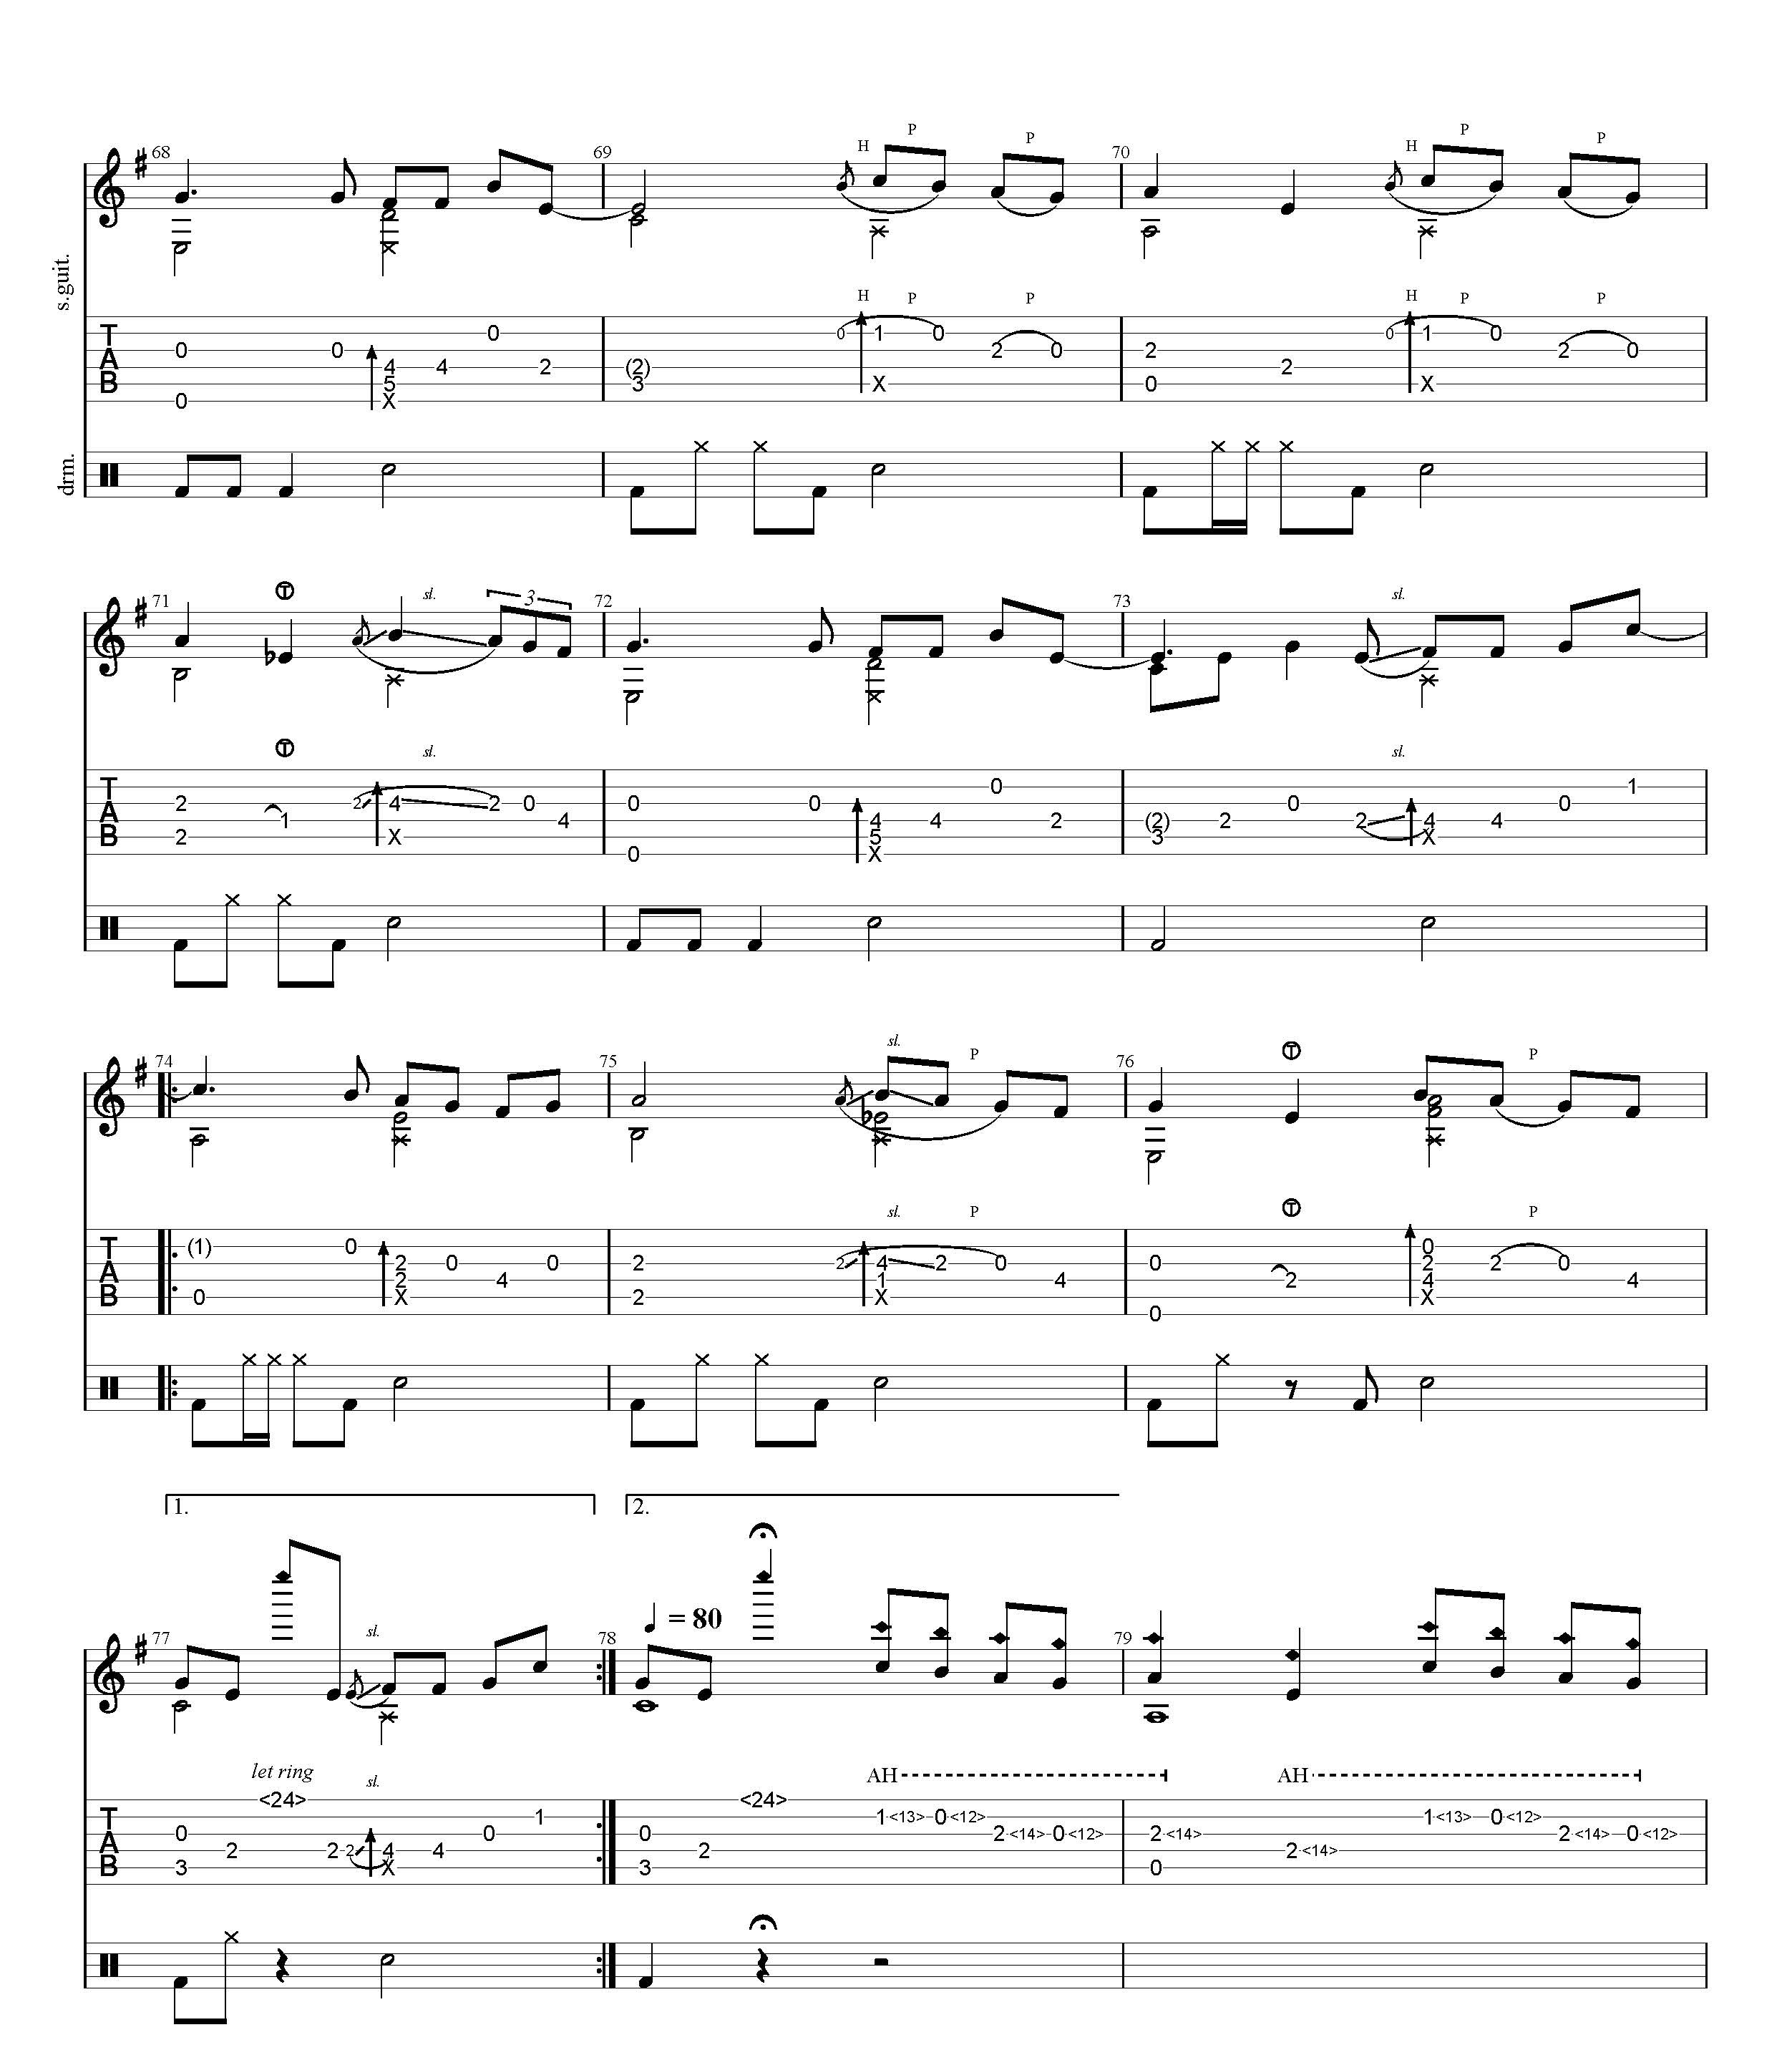 P P P P
68 69 H 70 H
s.guit.
H P P H P P
T 0 0 1 0 0 1 0
A 0 0 2 0 2 2 0
B 4 4 2 (2) 2
5 3 X 0 X
0 X
drm.
T sl. 3
71 72 73 sl.
T sl. sl.
T 0 1
A 2 2 4 2 0 0 0 0 0
B 1 4 4 4 2 (2) 2 2 4 4
2 X 5 3 X
0 X
sl.
74 75 P 76 T P
sl. P T P
T (1) 0 0
A 2 0 0 2 2 4 2 0 0 2 2 0
B 2 4 1 4 2 4 4
0 X 2 X X
0
1. 2.
♩ = 80
77 sl. 78 79
let ring sl. AH AH
<24> <24>
T 1 1 <13> 0 <12> 1 <13> 0 <12>
A 0 0 0 2 <14> 0 <12> 2 <14> 2 <14> 0 <12>
B 2 2 2 4 4 2 2 <14>
3 X 3 0